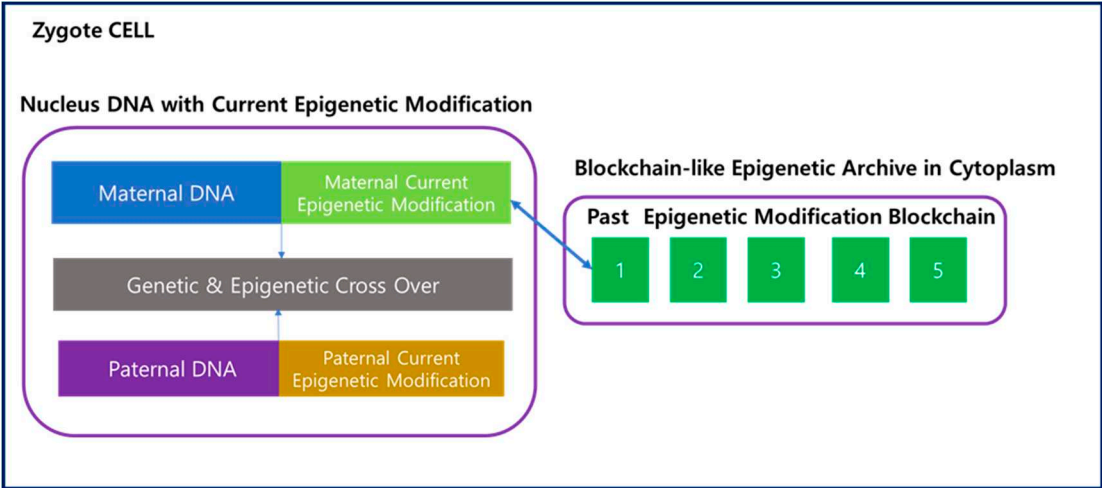 Zygote CELL
Nucleus DNA with Current Epigenetic Modification
Maternal DNA
Maternal Current
Epigenetic Modification
Genetic & Epigenetic Cross Over
Paternal DNA
Paternal Current
Epigenetic Modification
Blockchain-like Epigenetic Archive in Cytoplasm
Past Epigenetic Modification Blockchain
1 2 3 4 5